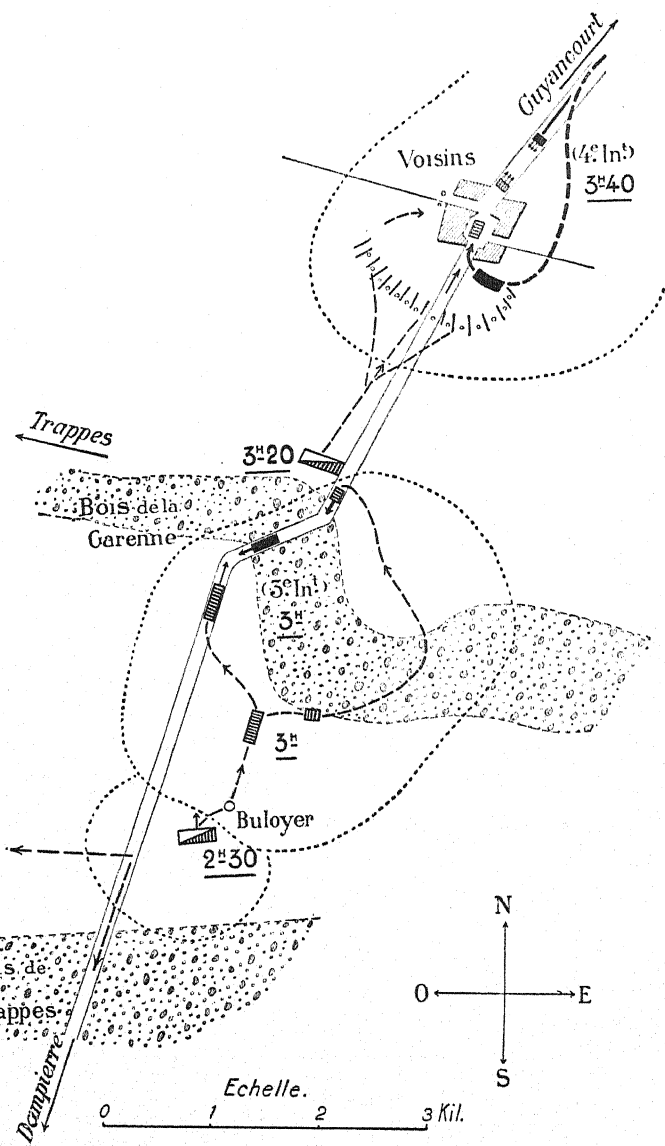 Guyancourt
Voisins
(4e. Int)
3H40
Trappes
3H20
Bois de la
Garenne
(3e. Int)
3H
3H
Buloyer
2H30
s de
appes
N
O
E
S
Dampierre
Echelle.
0 1 2 3 Kil.